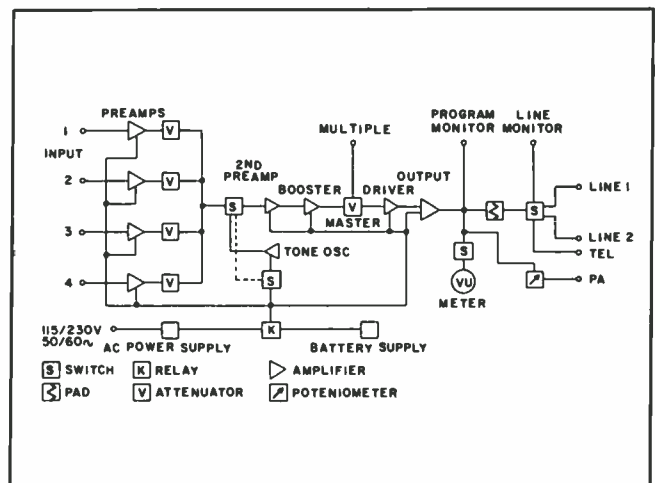 PREAMPS
1
INPUT
2
3
4
V
V
V
V
2ND
PREAMP
S
BOOSTER
MULTIPLE
V
MASTER
DRIVER
OUTPUT
TONE OSC
S
PROGRAM
MONITOR
LINE
MONITOR
S
LINE 1
LINE 2
TEL
PA
S
VU
METER
115/230V
50/60~
AC POWER SUPPLY
K
BATTERY SUPPLY
S SWITCH
K RELAY
AMPLIFIER
PAD
V ATTENUATOR
POTENIOMETER